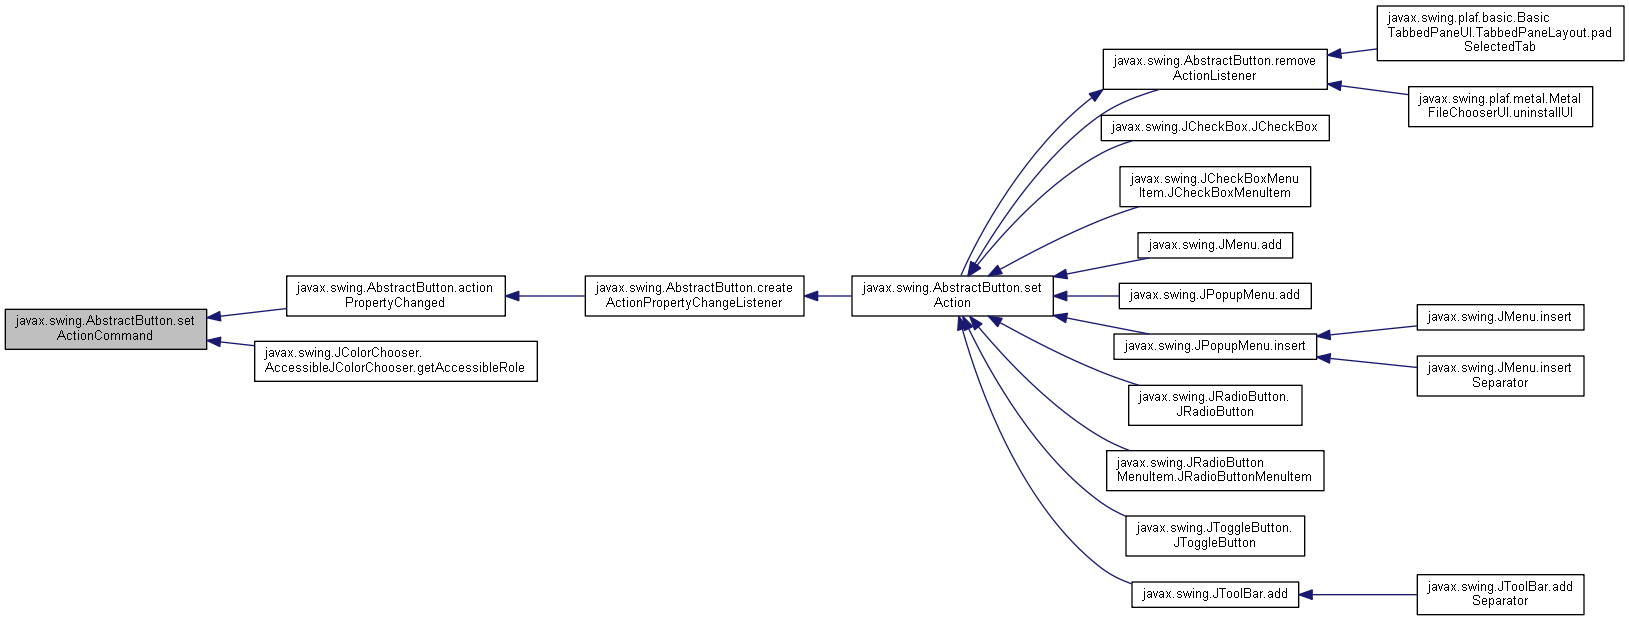 javax.swing.AbstractButton.set
ActionCommand
javax.swing.AbstractButton.action
PropertyChanged
javax.swing.JColorChooser.
AccessibleJColorChooser.getAccessibleRole
javax.swing.AbstractButton.create
ActionPropertyChangeListener
javax.swing.AbstractButton.set
Action
javax.swing.AbstractButton.remove
ActionListener
javax.swing.JCheckBox.JCheckBox
javax.swing.JCheckBoxMenu
Item.JCheckBoxMenuItem
javax.swing.JMenu.add
javax.swing.JPopupMenu.add
javax.swing.JPopupMenu.insert
javax.swing.JRadioButton.
JRadioButton
javax.swing.JRadioButton
MenuItem.JRadioButtonMenuItem
javax.swing.JToggleButton.
JToggleButton
javax.swing.JToolBar.add
javax.swing.plaf.basic.Basic
TabbedPaneUI.TabbedPaneLayout.pad
SelectedTab
javax.swing.plaf.metal.Metal
FileChooserUI.uninstallUI
javax.swing.JMenu.insert
javax.swing.JMenu.insert
Separator
javax.swing.JToolBar.add
Separator